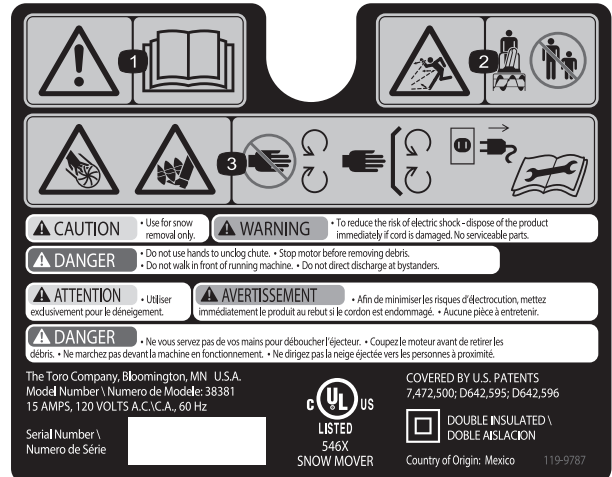 1
2
3
CAUTION
• Use for snow
removal only.
WARNING
• To reduce the risk of electric shock - dispose of the product
immediately if cord is damaged. No serviceable parts.
DANGER
• Do not use hands to unclog chute. • Stop motor before removing debris.
• Do not walk in front of running machine. • Do not direct discharge at bystanders.
ATTENTION
• Utiliser
exclusivement pour le déneigement.
AVERTISSEMENT
• Afin de minimiser les risques d'électrocution, mettez
immédiatement le produit au rebut si le cordon est endommagé. • Aucune pièce à entretenir.
DANGER
• Ne vous servez pas de vos mains pour déboucher l'éjecteur. • Coupez le moteur avant de retirer les
débris. • Ne marchez pas devant la machine en fonctionnement. • Ne dirigez pas la neige éjectée vers les personnes à proximité.
The Toro Company, Bloomington, MN U.S.A.
Model Number \ Numero de Modele: 38381
15 AMPS, 120 VOLTS A.C.\C.A., 60 Hz
Serial Number \
Numero de Série
C UL US
LISTED
546X
SNOW MOVER
COVERED BY U.S. PATENTS
7,472,500; D642,595; D642,596
DOUBLE INSULATED \
DOBLE AISLACION
Country of Origin: Mexico
119-9787